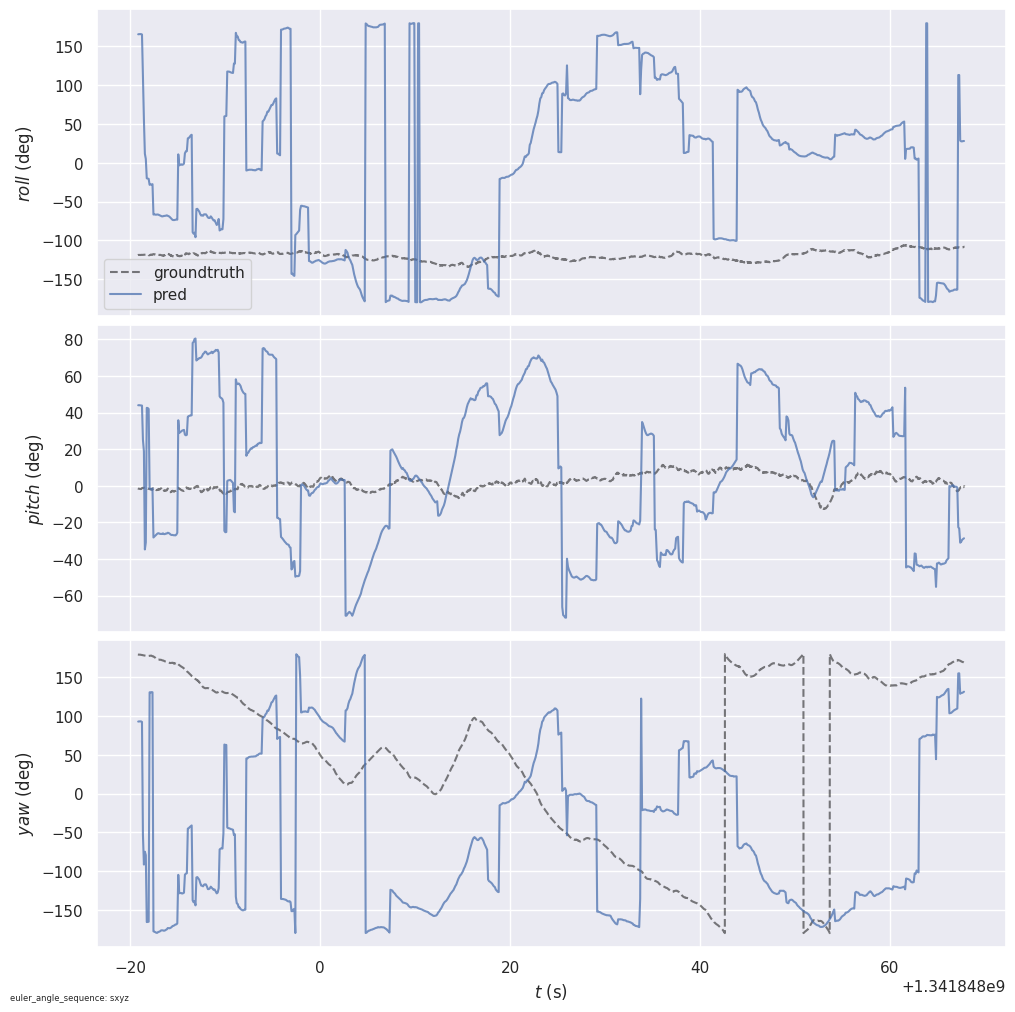 150
100
50
0
−50
−100
−150
roll (deg)
groundtruth
pred
80
60
40
20
0
−20
−40
−60
pitch (deg)
150
100
50
0
−50
−100
−150
yaw (deg)
−20 0 20 40 60
t (s)
+1.341848e9
euler_angle_sequence: sxyz